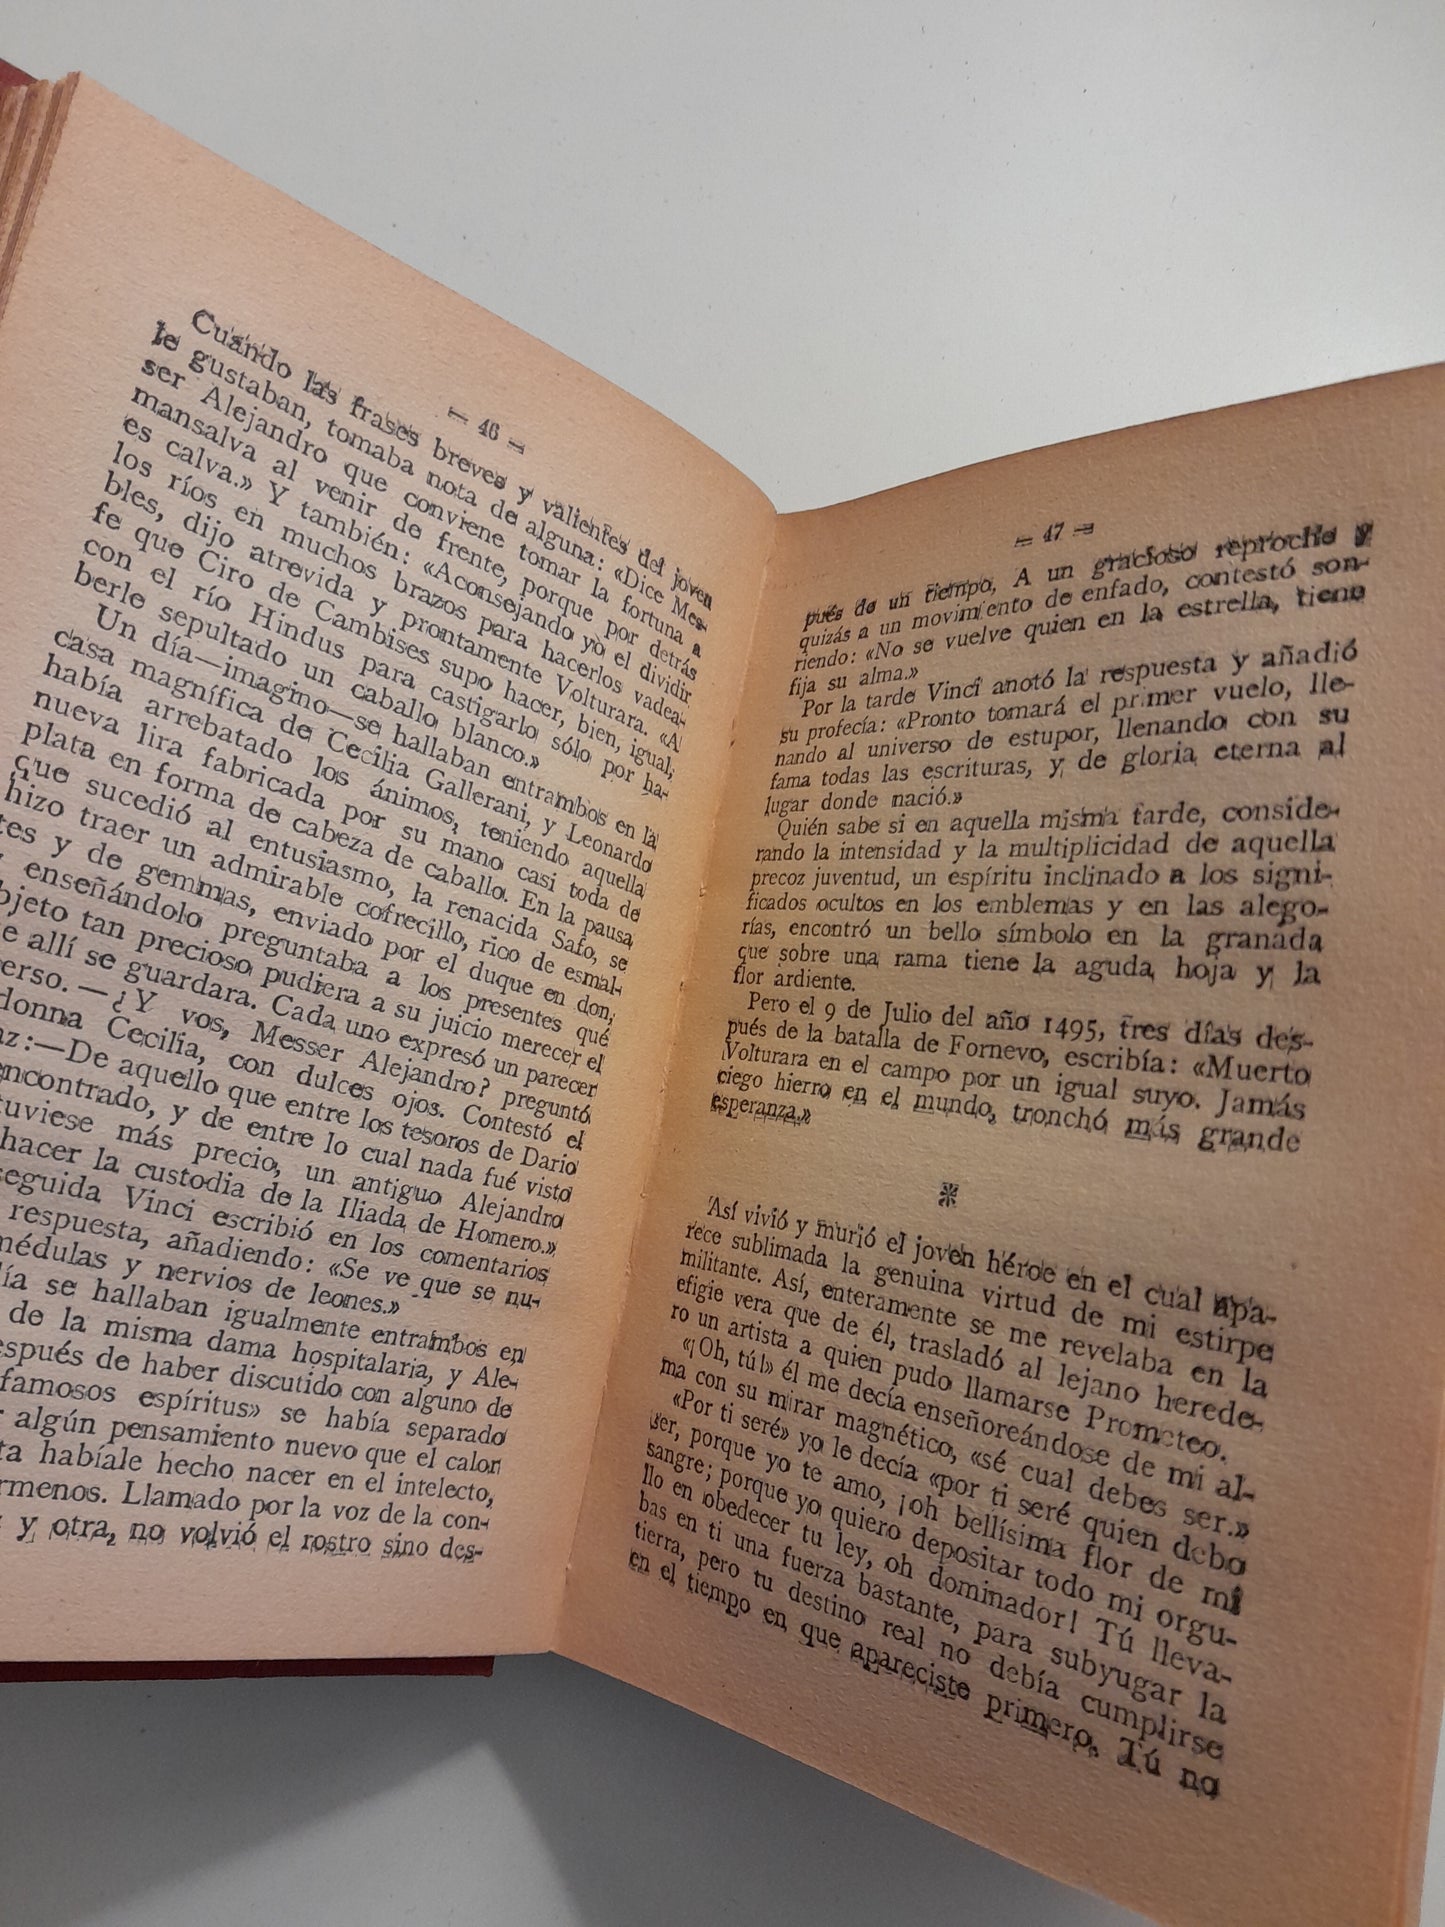 — 46 —
Cuando las frases breves y valientes del joven
le gustaban, tomaba nota de alguna: «Dice Mes-
ser Alejandro que conviene tomar la fortuna a
mansalva al venir de frente, porque por detrás
es calva.» Y también: «Aconsejando yo el dividir
los ríos en muchos brazos para hacerlos vadea-
bles, dijo atrevida y prontamente Volturara. «A
fe que Ciro de Cambises supo hacer, bien, igual,
con el río Hindus para castigarlo sólo por ha-
berle sepultado un caballo blanco.»
Un día—imagino—se hallaban entrambos en la
casa magnífica de Cecilia Gallerani, y Leonardo
había arrebatado los ánimos, teniendo aquella
nueva lira fabricada por su mano casi toda de
plata en forma de cabeza de caballo. En la pausa
que sucedió al entusiasmo, la renacida Safo, se
hizo traer un admirable cofrecillo, rico de esmal-
tes y de gemmas, enviado por el duque en don,
enseñándolo preguntaba a los presentes qué
objeto tan precioso pudiera a su juicio merecer el
allí se guardara. Cada uno expresó un parecer
erso. — ¿Y vos, Messer Alejandro? preguntó
donna Cecilia, con dulces ojos. Contestó el
az:—De aquello que entre los tesoros de Dario
encontrado, y de entre lo cual nada fué visto
tuviese más precio, un antiguo Alejandro
hacer la custodia de la Iliada de Homero.»
seguida Vinci escribió en los comentarios
respuesta, añadiendo: «Se ve que se nu-
médulas y nervios de leones.»
día se hallaban igualmente entrambos en
de la misma dama hospitalaria, y Ale-
espués de haber discutido con alguno de
famosos espíritus» se había separado
algún pensamiento nuevo que el calor
ta habíale hecho nacer en el intelecto,
rmenos. Llamado por la voz de la con-
y otra, no volvió el rostro sino des-
— 47 —
pués de un tiempo, A un gracioso reproche y
quizás a un movimiento de enfado, contestó son-
riendo: «No se vuelve quien en la estrella, tiene
fija su alma.»
Por la tarde Vinci anotó la respuesta y añadió
su profecía: «Pronto tomará el primer vuelo, lle-
nando al universo de estupor, llenando con su
fama todas las escrituras, y de gloria eterna al
lugar donde nació.»
Quién sabe si en aquella misma tarde, conside-
rando la intensidad y la multiplicidad de aquella
precoz juventud, un espíritu inclinado a los signi-
ficados ocultos en los emblemas y en las alego-
rías, encontró un bello símbolo en la granada
que sobre una rama tiene la aguda hoja y la
flor ardiente.
Pero el 9 de Julio del año 1495, tres días des-
pués de la batalla de Fornevo, escribía: «Muerto
Volturara en el campo por un igual suyo. Jamás
ciego hierro en el mundo, tronchó más grande
esperanza.»
Así vivió y murió el joven héroe en el cual apa-
rece sublimada la genuina virtud de mi estirpe
militante. Así, enteramente se me revelaba en la
efigie vera que de él, trasladó al lejano herede-
ro un artista a quien pudo llamarse Prometeo.
«¡Oh, tú!» él me decía enseñoreándose de mi al-
ma con su mirar magnético, «sé cual debes ser.»
«Por ti seré» yo le decía «por ti seré quien debo
ser, porque yo te amo, ¡oh bellísima flor de mi
sangre; porque yo quiero depositar todo mi orgu-
llo en obedecer tu ley, oh dominador! Tú lleva-
bas en ti una fuerza bastante, para subyugar la
tierra, pero tu destino real no debía cumplirse
en el tiempo en que apareciste primero. Tú no